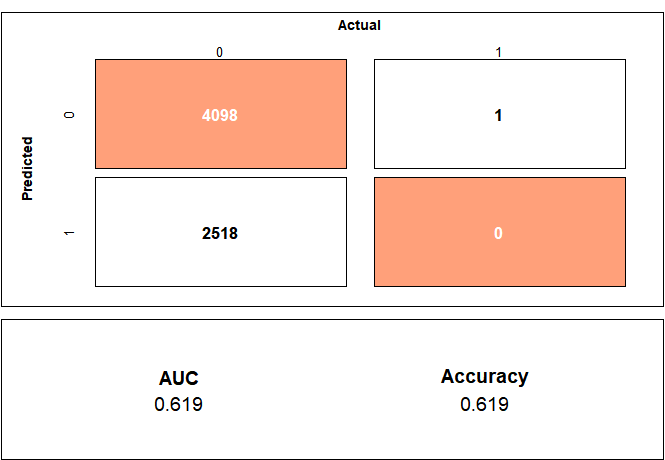 Actual
0 1
0 4098 1
Predicted
1 2518 0
AUC Accuracy
0.619 0.619